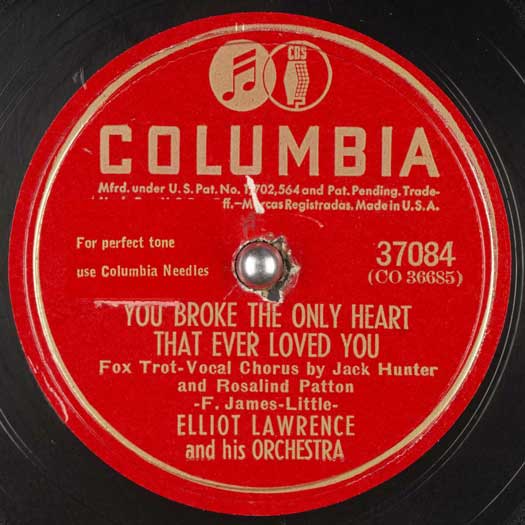 CBS
COLUMBIA
Mfrd. under U.S. Pat. No. 1,702,564 and Pat. Pending. Trade-
Marcas Registradas. Made in U.S.A.
For perfect tone
use Columbia Needles
37084
(CO 36685)
YOU BROKE THE ONLY HEART
THAT EVER LOVED YOU
Fox Trot-Vocal Chorus by Jack Hunter
and Rosalind Patton
-F. James-Little-
ELLIOT LAWRENCE
and his ORCHESTRA